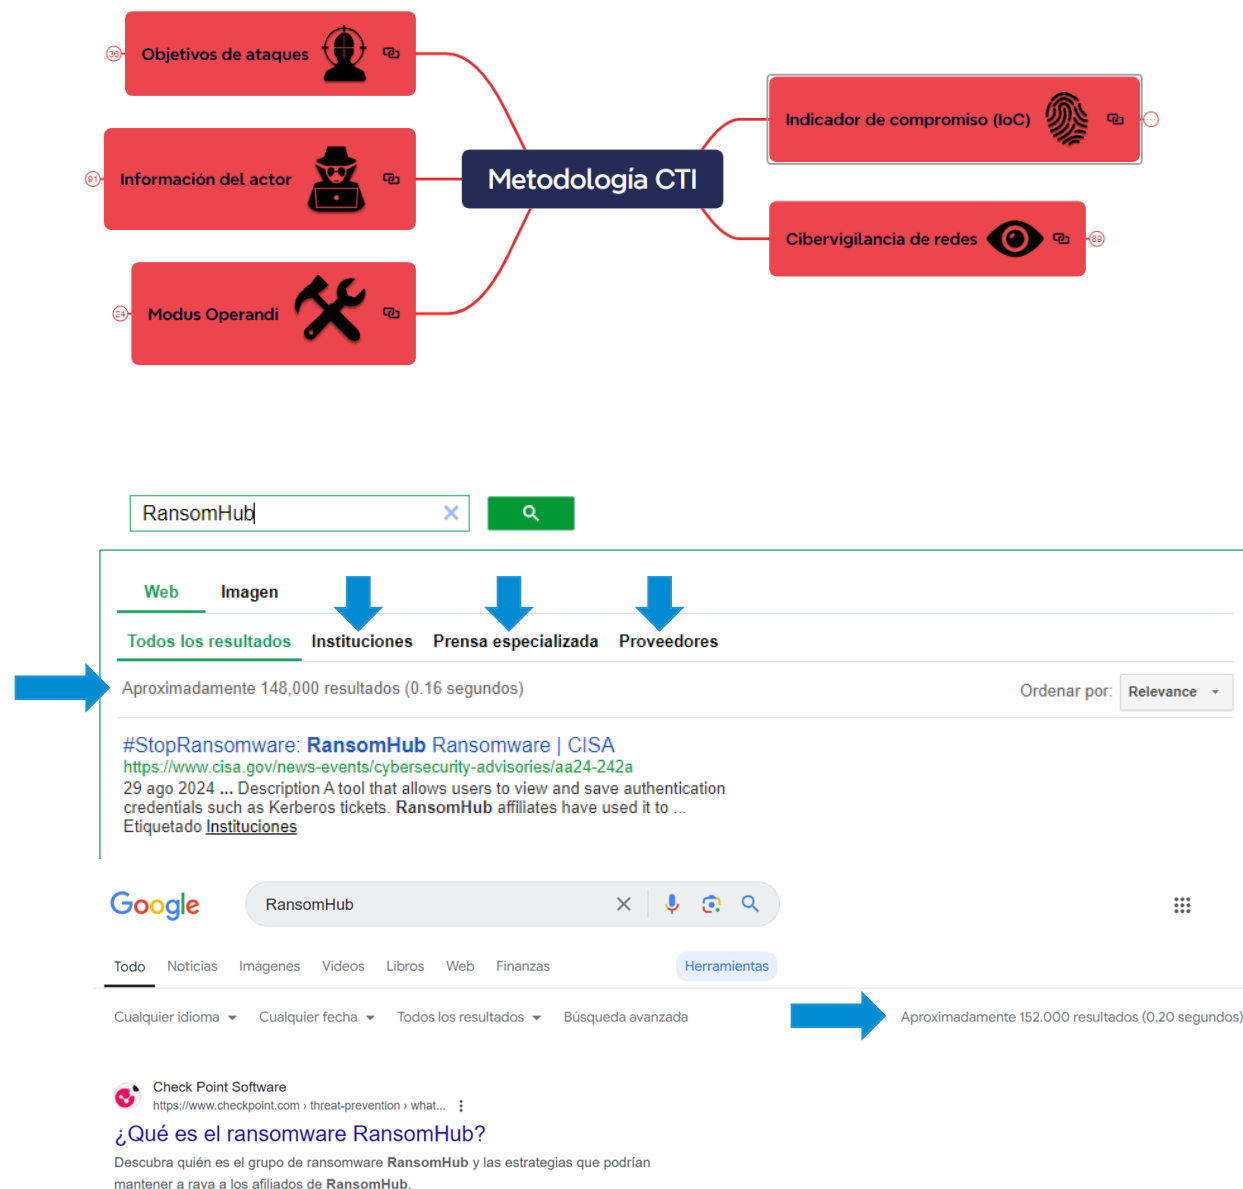 36
Objetivos de ataques
91
Información del actor
24
Modus Operandi
Metodología CTI
Indicador de compromiso (IoC)
Cibervigilancia de redes
89
RansomHub
Web Imagen
Todos los resultados Instituciones Prensa especializada Proveedores
Aproximadamente 148,000 resultados (0.16 segundos)
Ordenar por: Relevance
#StopRansomware: RansomHub Ransomware | CISA
https://www.cisa.gov/news-events/cybersecurity-advisories/aa24-242a
29 ago 2024 ... Description A tool that allows users to view and save authentication
credentials such as Kerberos tickets. RansomHub affiliates have used it to ...
Etiquetado Instituciones
Google
RansomHub
Todo Noticias Imágenes Videos Libros Web Finanzas Herramientas
Cualquier idioma Cualquier fecha Todos los resultados Búsqueda avanzada
Aproximadamente 152.000 resultados (0,20 segundos)
Check Point Software
https://www.checkpoint.com › threat-prevention › what...
¿Qué es el ransomware RansomHub?
Descubra quién es el grupo de ransomware RansomHub y las estrategias que podrían
mantener a raya a los afiliados de RansomHub.